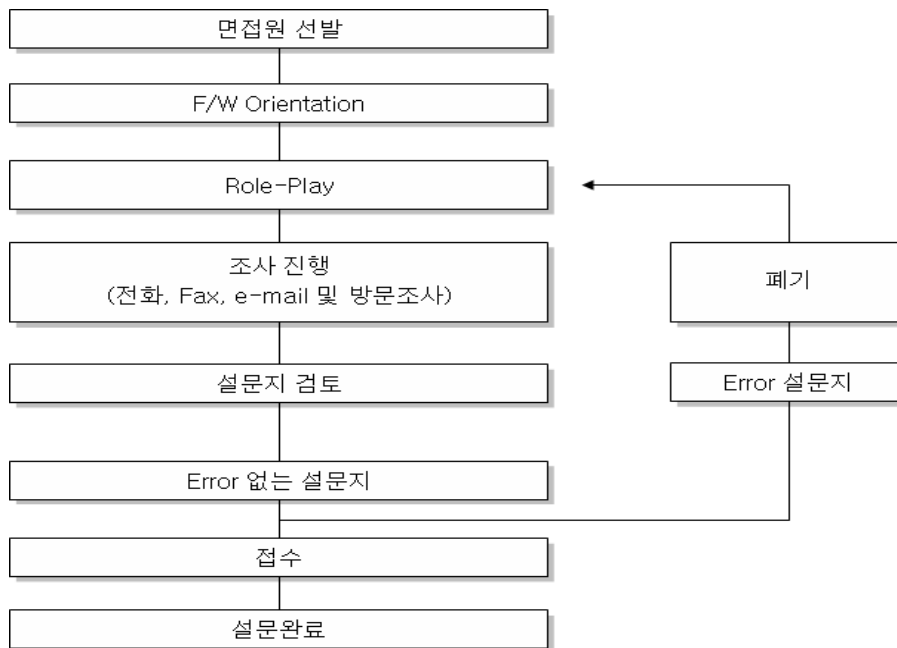 면접원 선발
F/W Orientation
Role-Play
조사 진행
(전화, Fax, e-mail 및 방문조사)
폐기
설문지 검토
Error 설문지
Error 없는 설문지
접수
설문완료